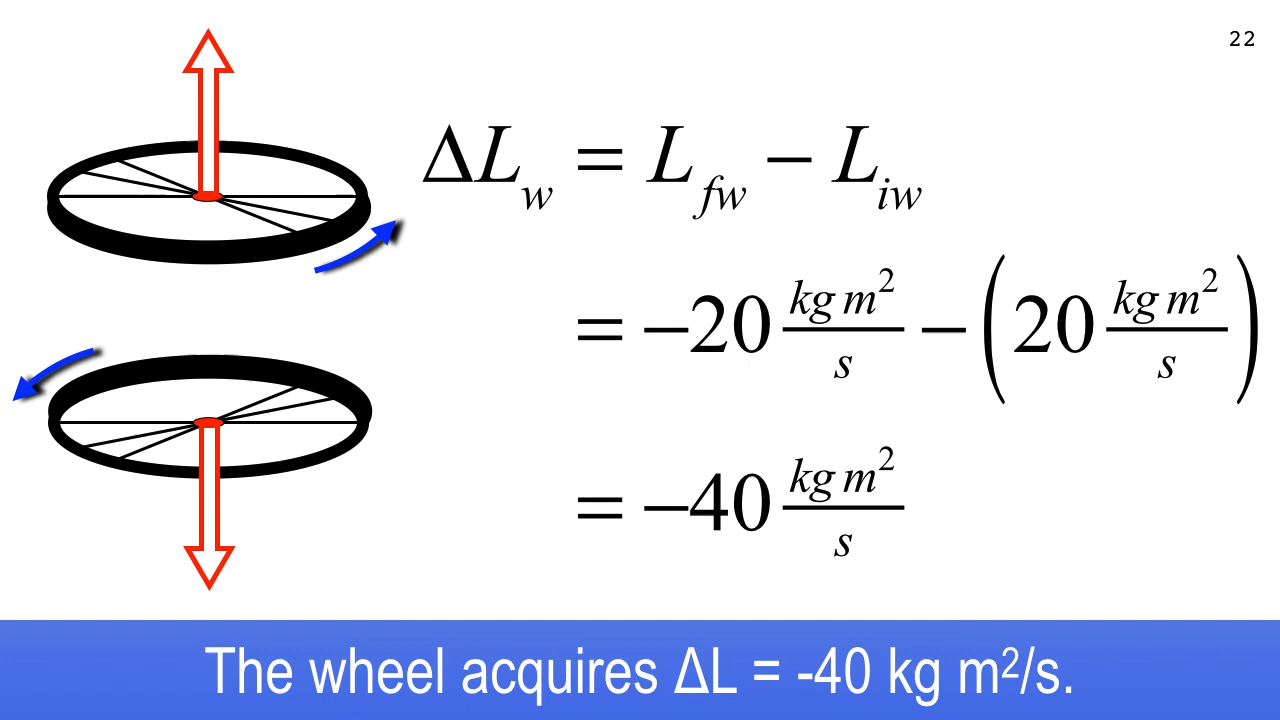 22
ΔL_w = L_fw − L_iw
= −20 kg m²/s − (20 kg m²/s)
= −40 kg m²/s
The wheel acquires ΔL = -40 kg m²/s.